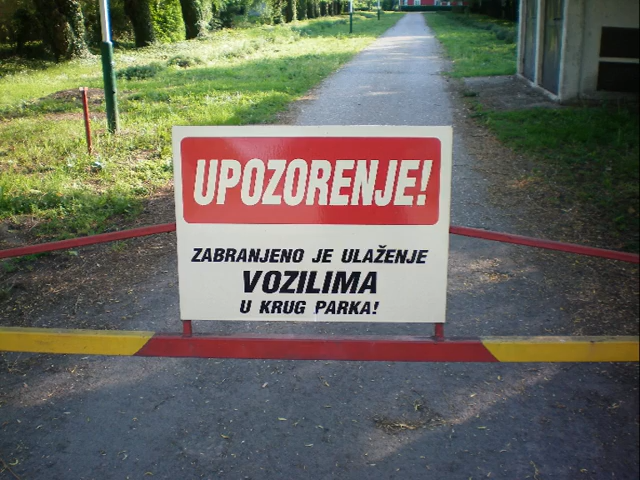 UPOZORENJE!
ZABRANJENO JE ULAŽENJE
VOZILIMA
U KRUG PARKA!